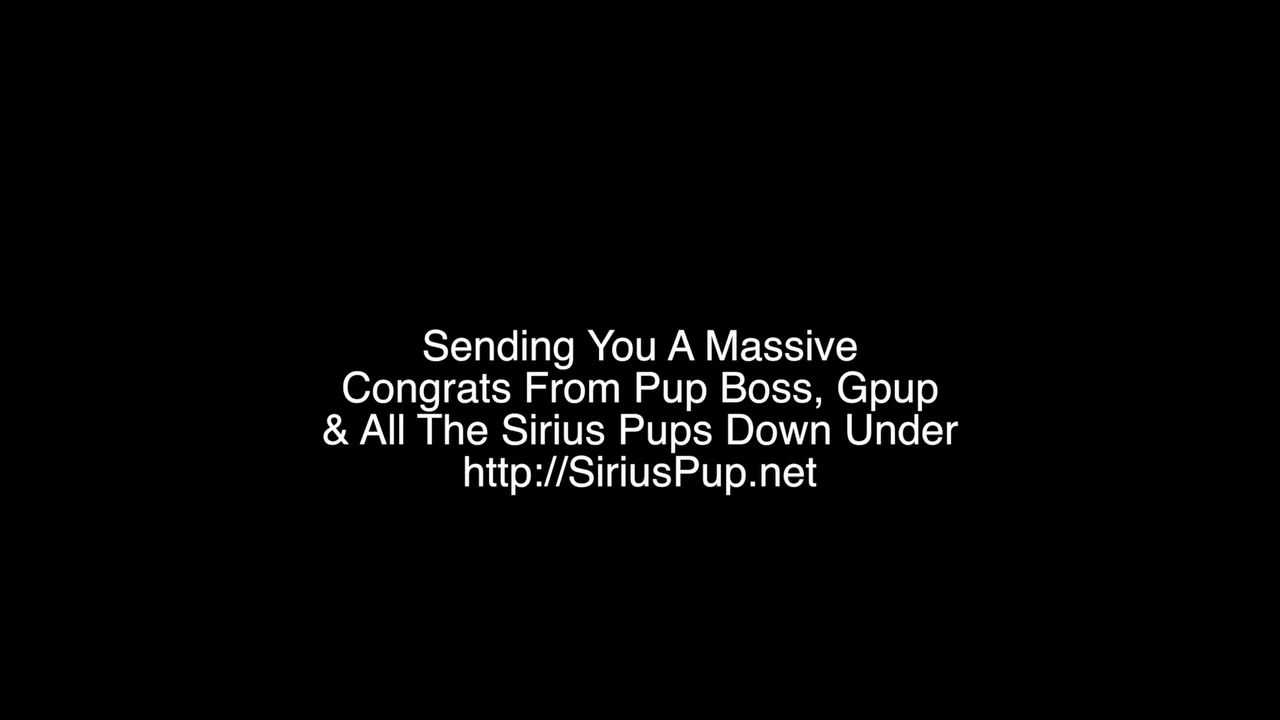 Sending You A Massive
Congrats From Pup Boss, Gpup
& All The Sirius Pups Down Under
http://SiriusPup.net